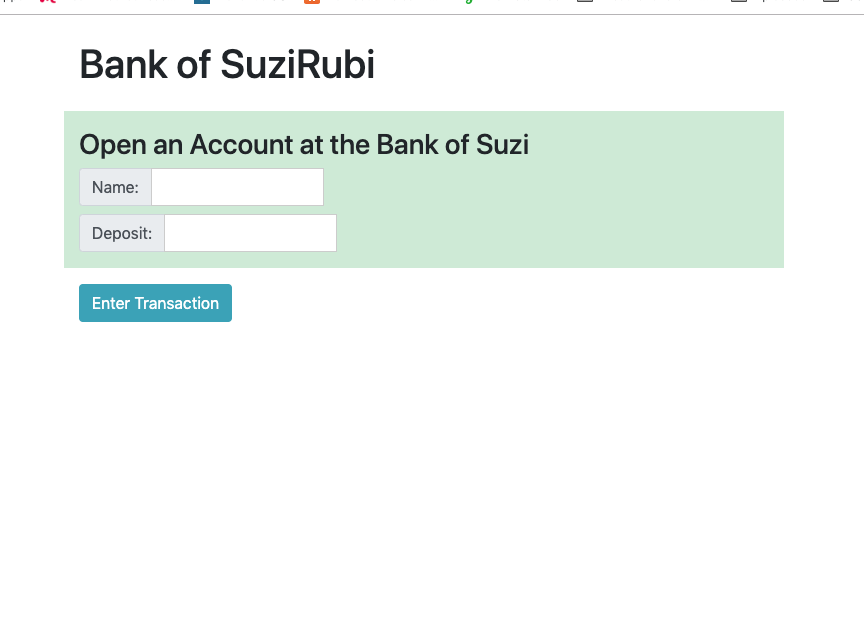 Bank of SuziRubi
Open an Account at the Bank of Suzi
Name:
Deposit:
Enter Transaction